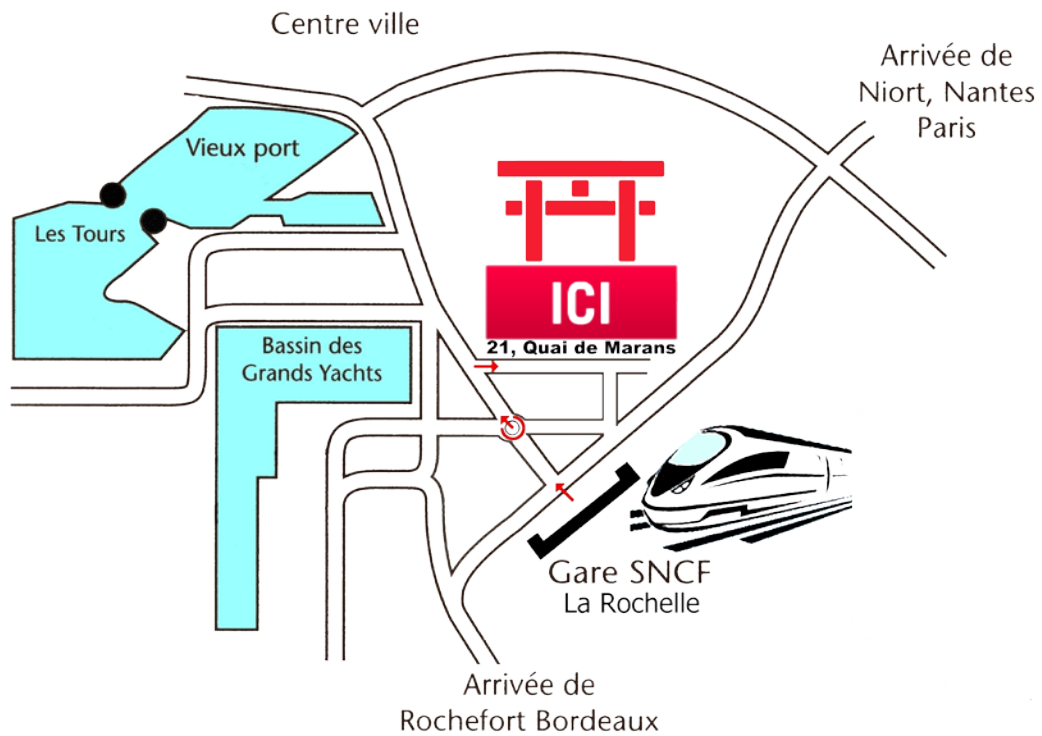 Centre ville
Arrivée de
Niort, Nantes
Paris
Vieux port
Les Tours
ICI
21, Quai de Marans
Bassin des
Grands Yachts
Gare SNCF
La Rochelle
Arrivée de
Rochefort Bordeaux